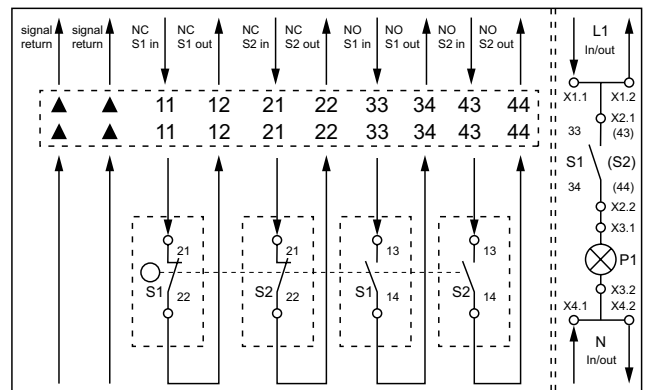 signal return
signal return
NC S1 in
NC S1 out
NC S2 in
NC S2 out
NO S1 in
NO S1 out
NO S2 in
NO S2 out
▲ ▲ 11 12 21 22 33 34 43 44
▲ ▲ 11 12 21 22 33 34 43 44
21
S1
22
21
S2
22
13
S1
14
13
S2
14
L1
In/out
X1.1 X1.2
X2.1
33 (43)
S1 (S2)
34 (44)
X2.2
X3.1
P1
X3.2
X4.1 X4.2
N
In/out